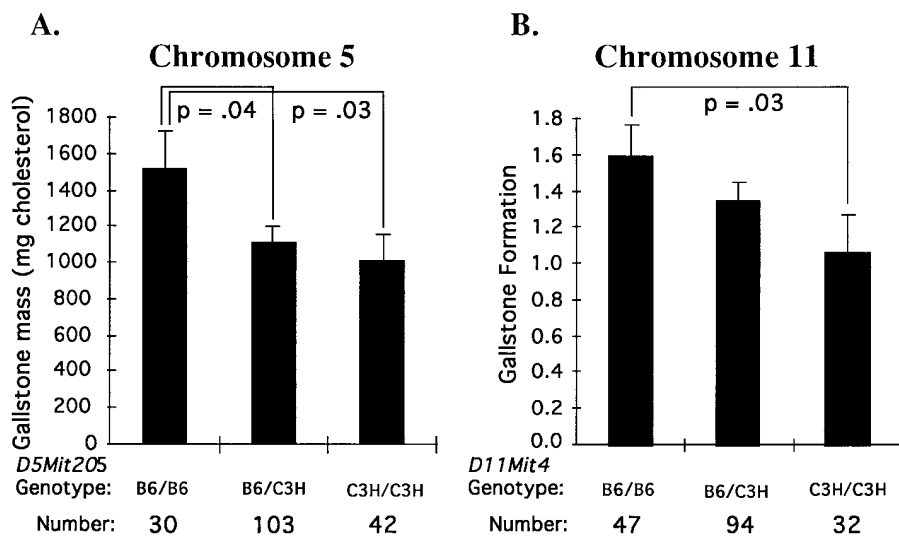 A.
Chromosome 5
Gallstone mass (mg cholesterol)
1800
1600
1400
1200
1000
800
600
400
200
0
p = .04
p = .03
D5Mit205
Genotype: B6/B6 B6/C3H C3H/C3H
Number: 30 103 42
B.
Chromosome 11
Gallstone Formation
1.8
1.6
1.4
1.2
1.0
0.8
0.6
0.4
0.2
0.0
p = .03
D11Mit4
Genotype: B6/B6 B6/C3H C3H/C3H
Number: 47 94 32